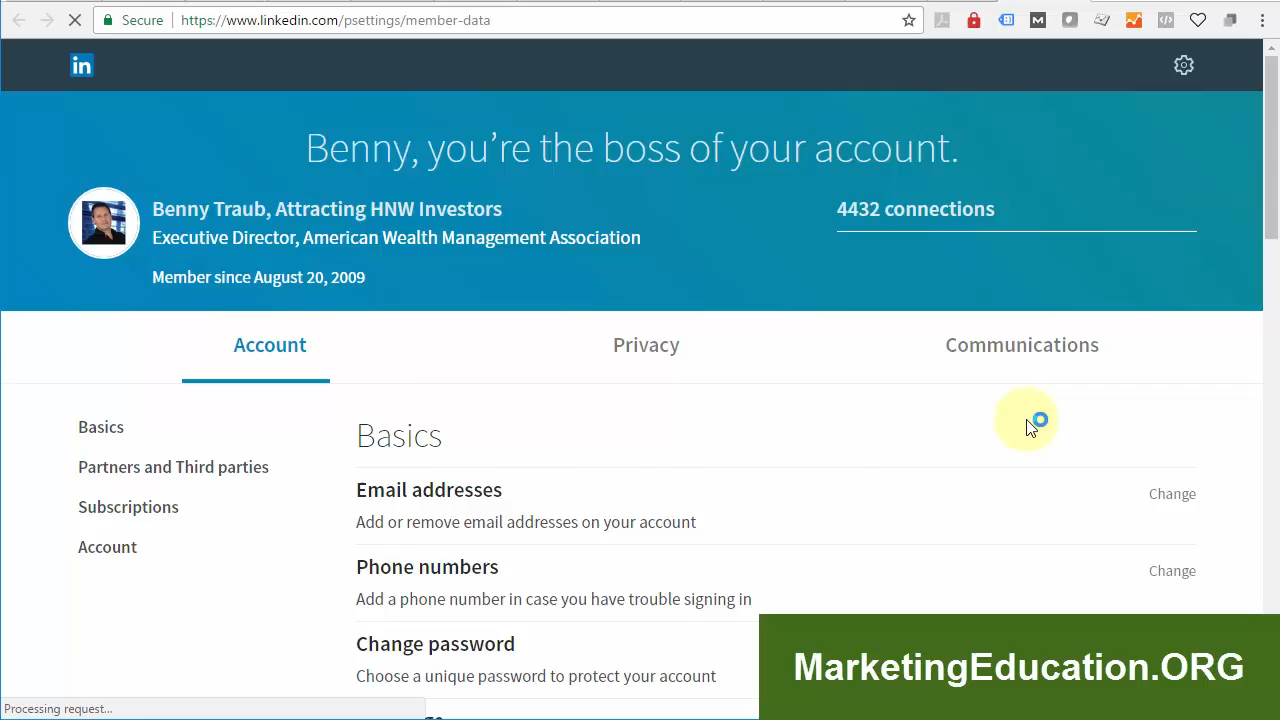 Secure
https://www.linkedin.com/psettings/member-data
in
Benny, you’re the boss of your account.
Benny Traub, Attracting HNW Investors
4432 connections
Executive Director, American Wealth Management Association
Member since August 20, 2009
Account
Privacy
Communications
Basics
Partners and Third parties
Subscriptions
Account
Basics
Email addresses
Change
Add or remove email addresses on your account
Phone numbers
Change
Add a phone number in case you have trouble signing in
Change password
Choose a unique password to protect your account
MarketingEducation.ORG
Processing request...